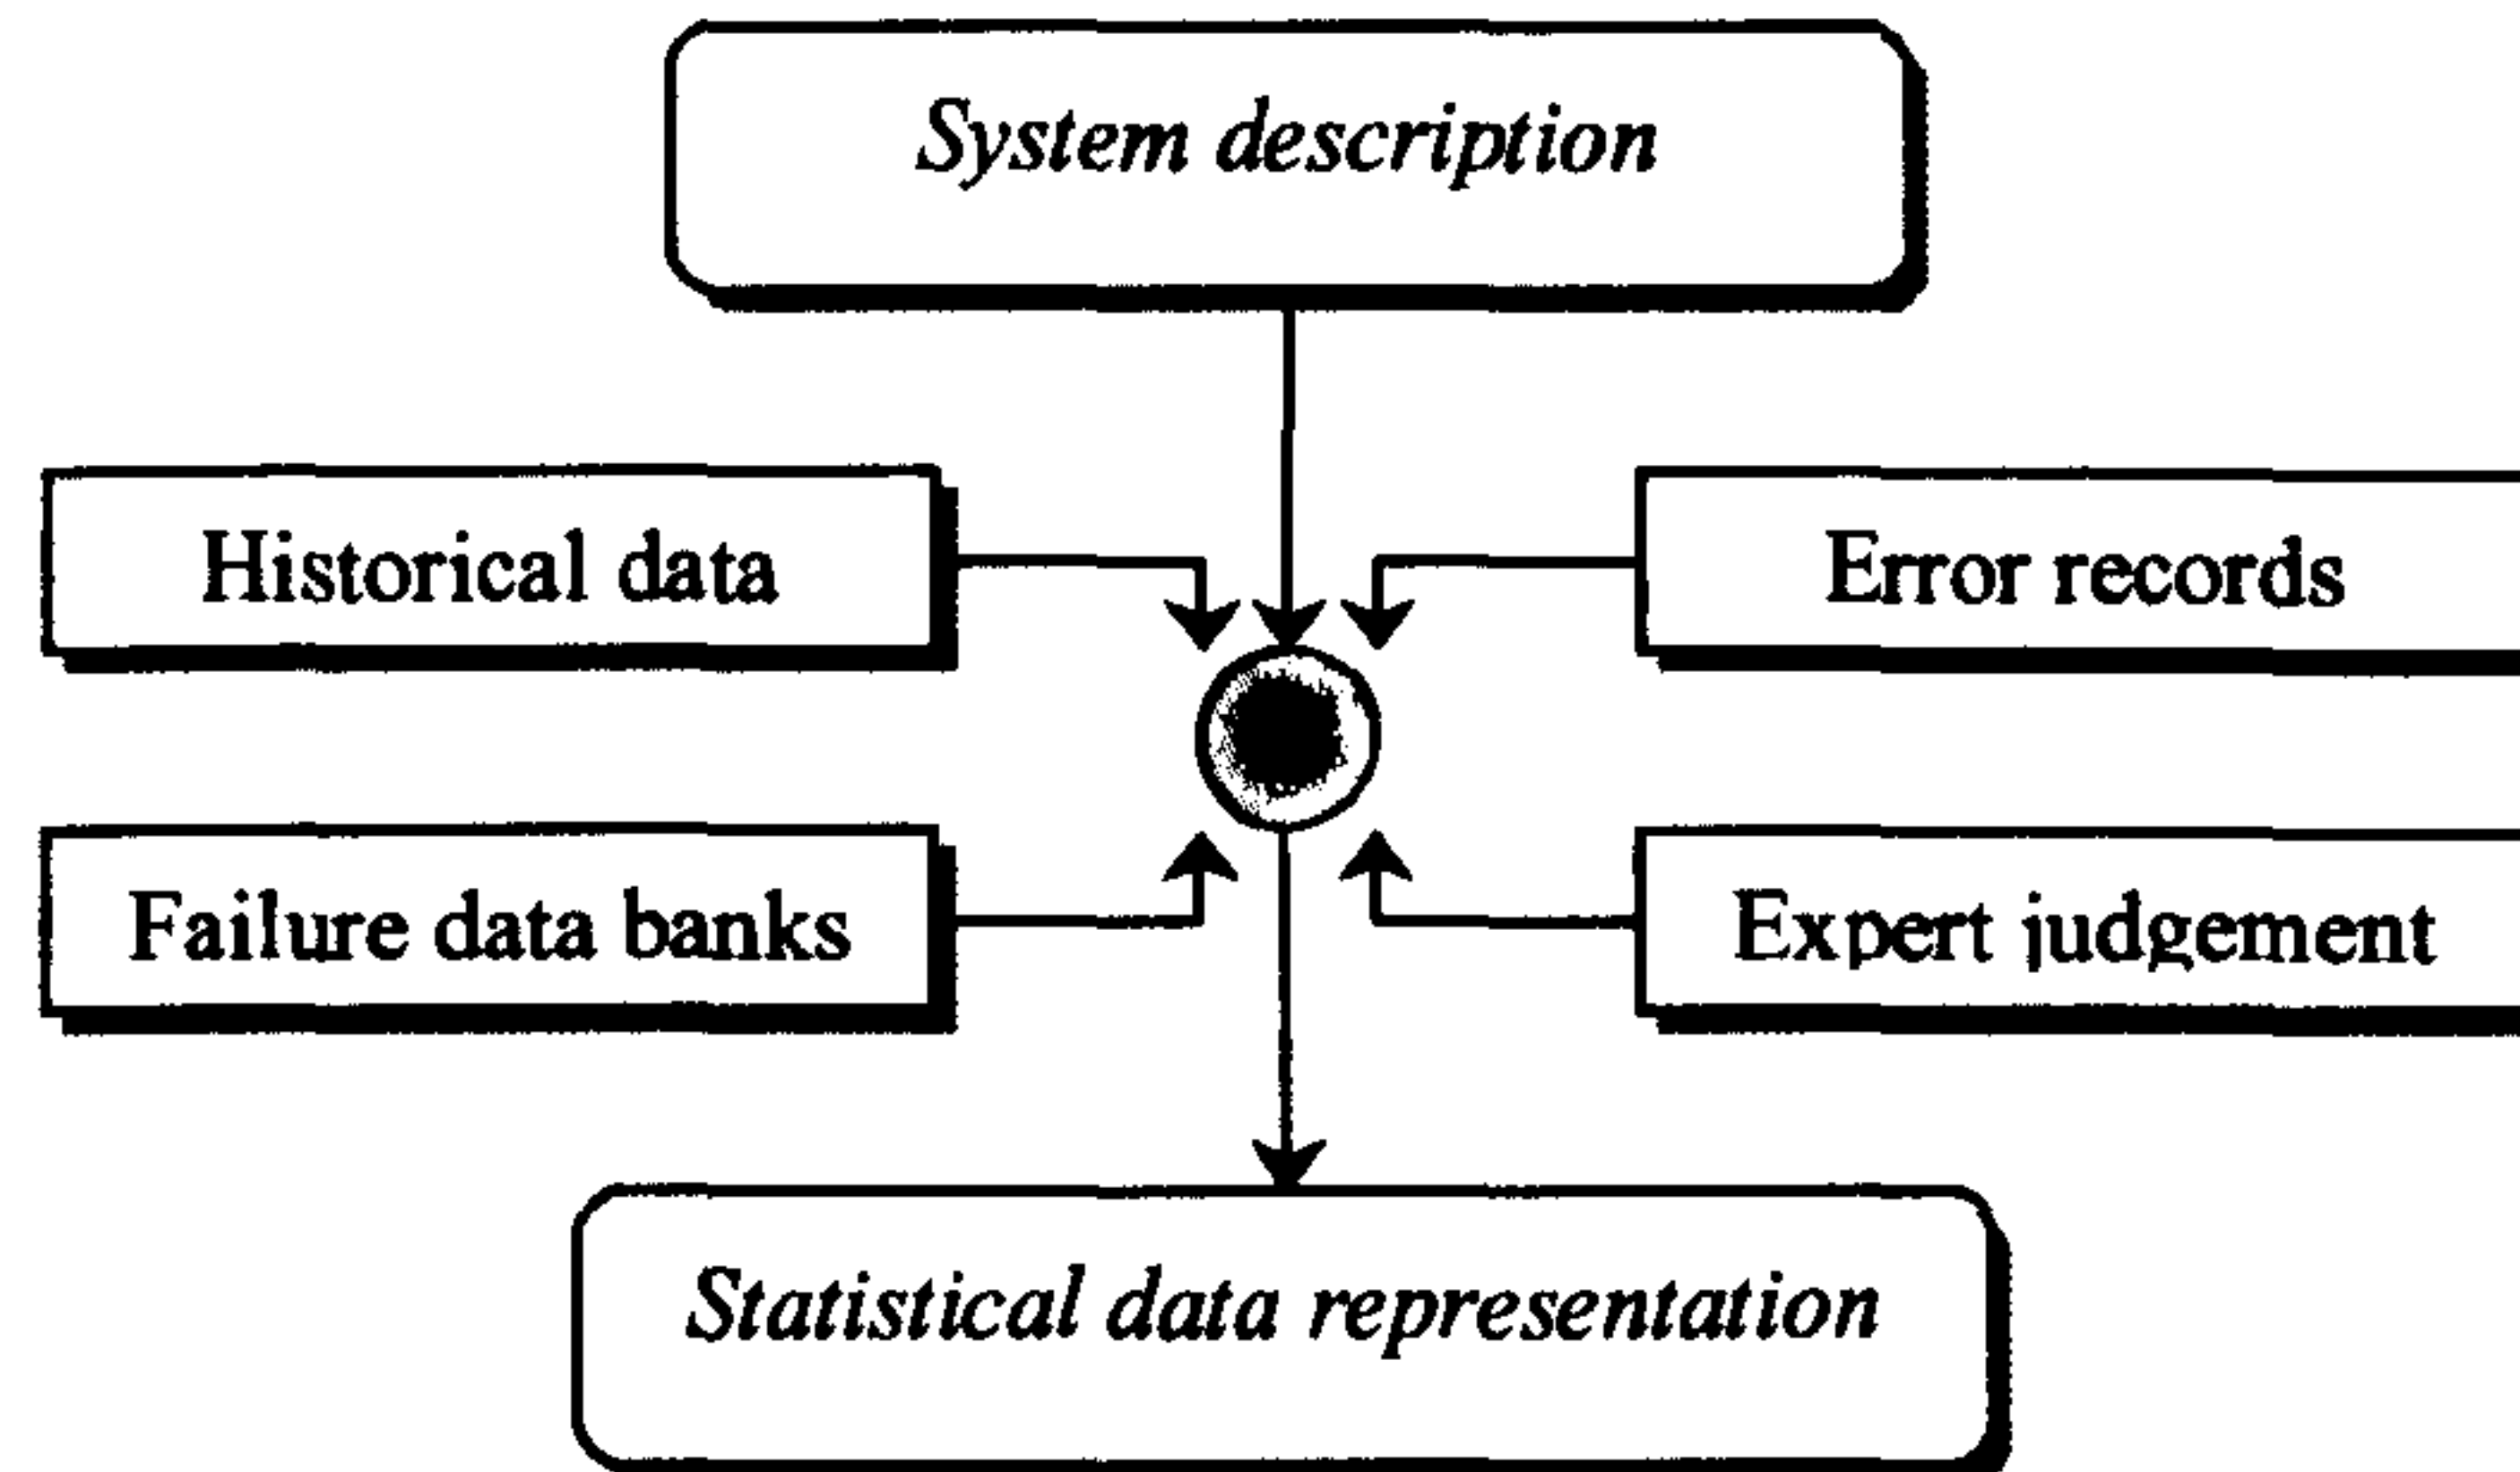 System description
Historical data
Error records
Failure data banks
Expert judgement
Statistical data representation